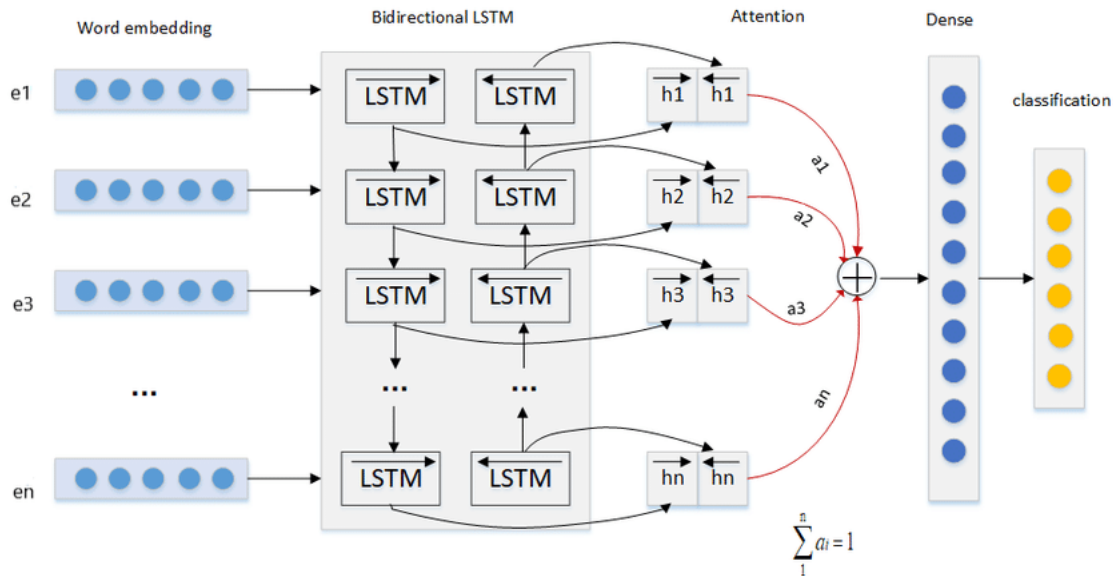 Word embedding
Bidirectional LSTM
Attention
Dense
classification
e1
LSTM LSTM
h1 h1
a1
e2
LSTM LSTM
h2 h2
a2
e3
LSTM LSTM
h3 h3
a3
...
... ...
an
en
LSTM LSTM
hn hn
n
∑ ai = 1
1